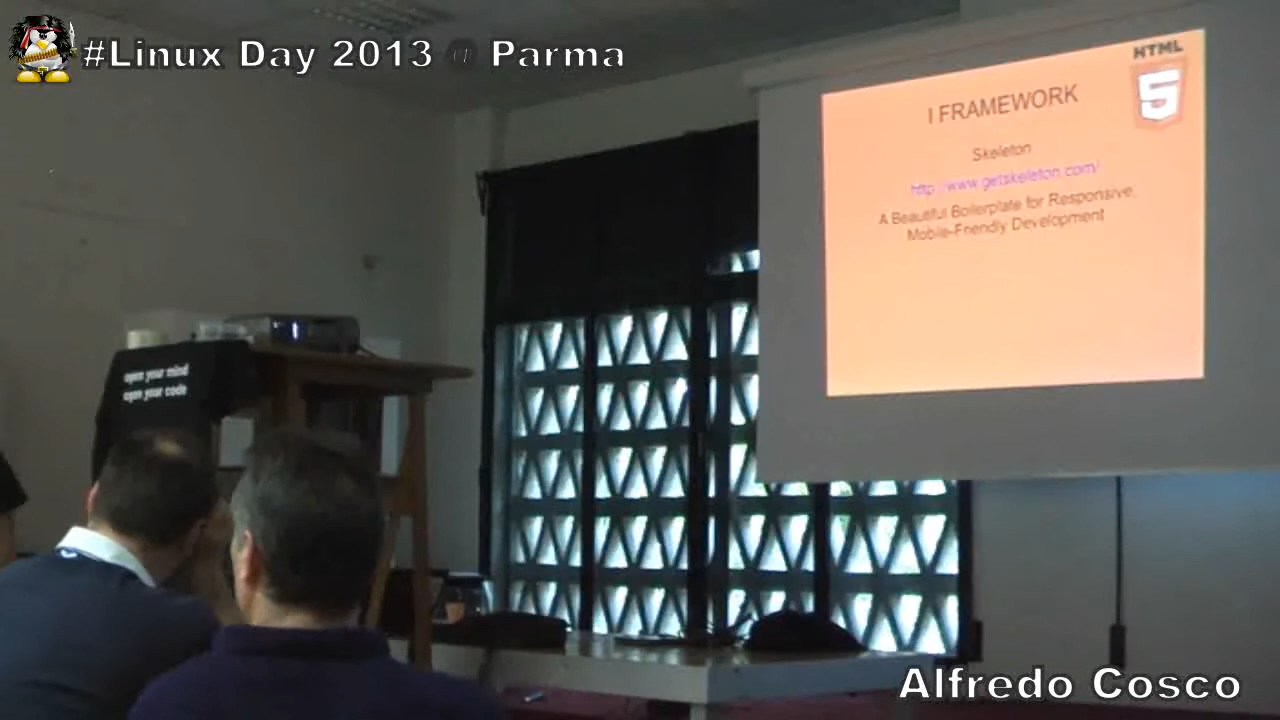 #Linux Day 2013 @ Parma
HTML
5
I FRAMEWORK
Skeleton
http://www.getskeleton.com/
A Beautiful Boilerplate for Responsive,
Mobile-Friendly Development
open your mind
open your code
Alfredo Cosco